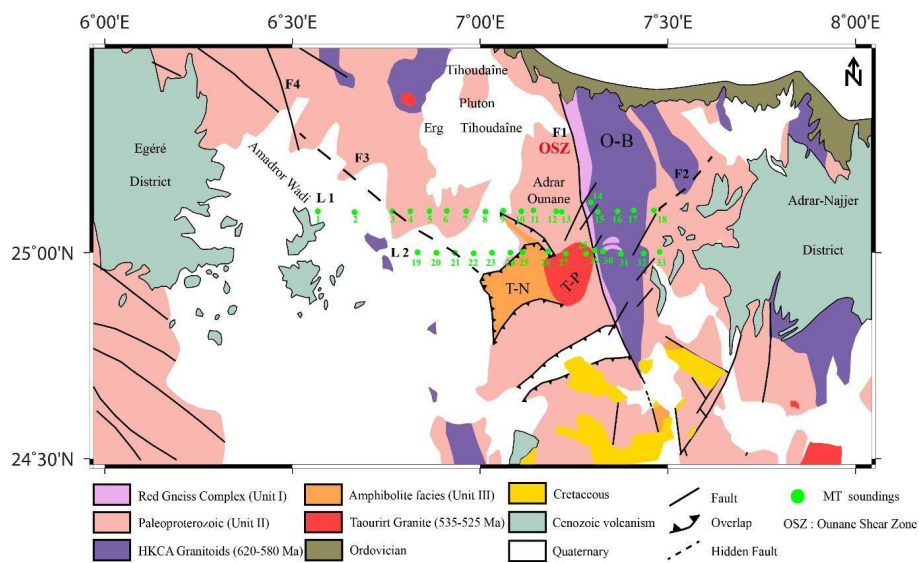 6°00′E 6°30′ 7°00′ 7°30′ 8°00′
N
Tihoudaîne
F4
Pluton
Erg Tihoudaîne
F1
O-B
Egéré
OSZ
F3
F2
District
Amadror Wadi
Adrar
Ounane
Adrar-Najjer
L 1
14
1 2 3 4 5 6 7 8 9 10 11 12 13 15 16 17 18
District
25°00′N
L 2
19 20 21 22 23 24 25 26 27 28 29 30 31 32 33
T-N
T-P
24°30′N
Red Gneiss Complex (Unit I)
Amphibolite facies (Unit III)
Cretaceous
Fault
MT soundings
Paleoproterozoic (Unit II)
Taourirt Granite (535-525 Ma)
Cenozoic volcanism
Overlap
OSZ : Ounane Shear Zone
HKCA Granitoids (620-580 Ma)
Ordovician
Quaternary
Hidden Fault